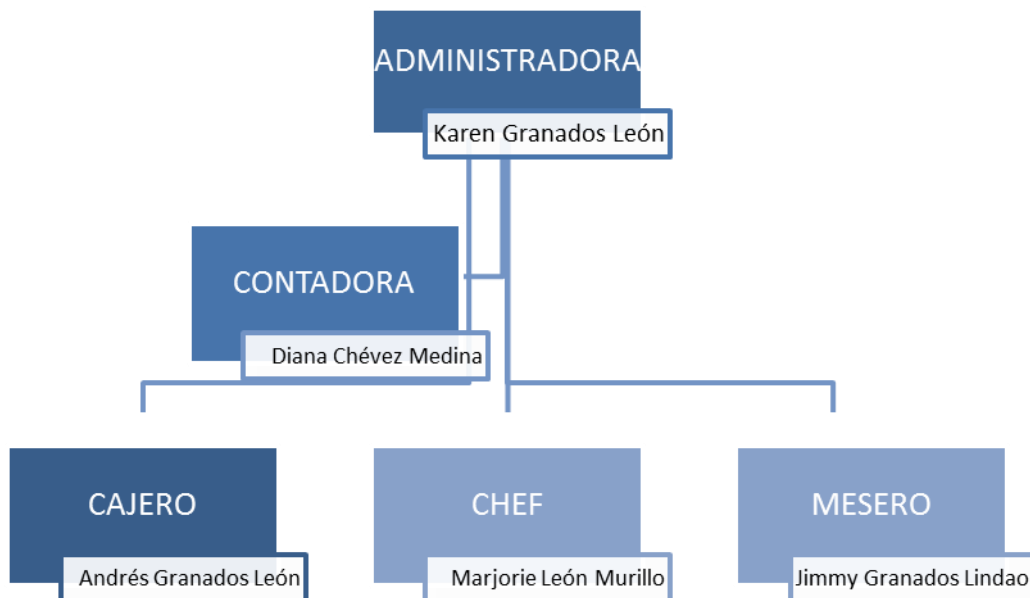 ADMINISTRADORA
Karen Granados León
CONTADORA
Diana Chévez Medina
CAJERO
Andrés Granados León
CHEF
Marjorie León Murillo
MESERO
Jimmy Granados Lindao